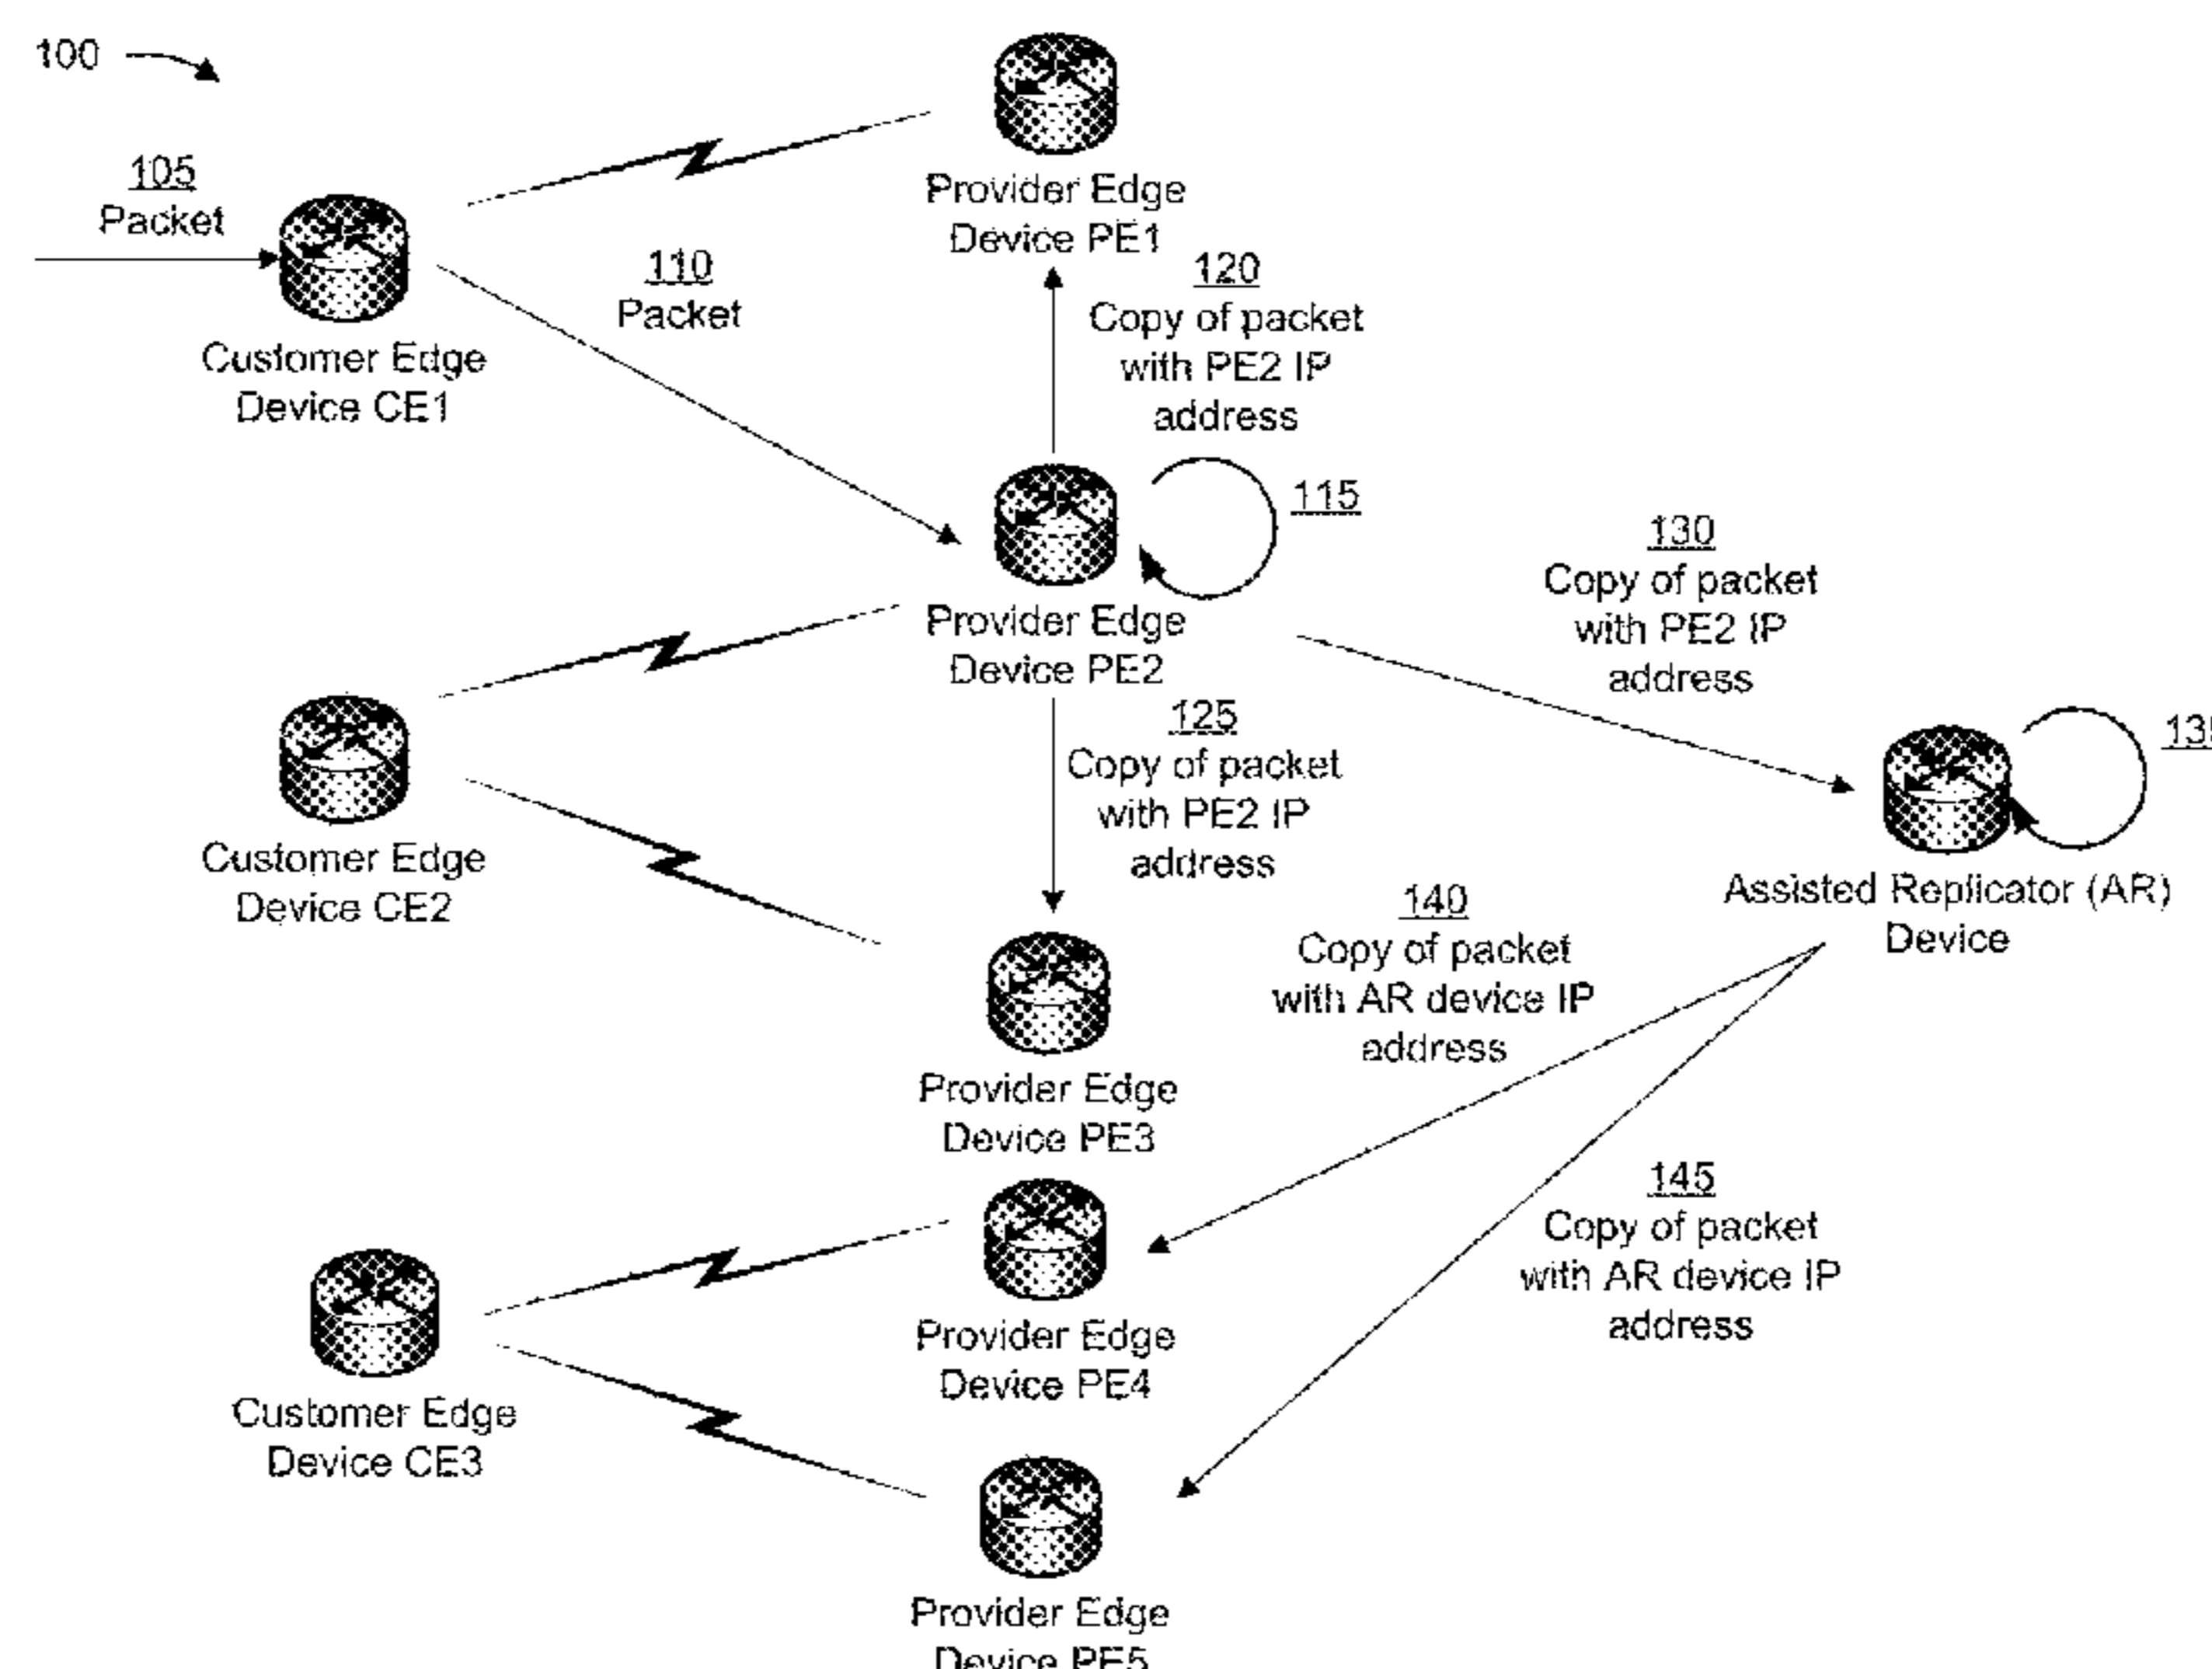 100
105
Packet
Customer Edge
Device CE1
110
Packet
Provider Edge
Device PE1
120
Copy of packet
with PE2 IP
address
115
Provider Edge
Device PE2
130
Copy of packet
with PE2 IP
address
Customer Edge
Device CE2
125
Copy of packet
with PE2 IP
address
Assisted Replicator (AR)
Device
140
Copy of packet
with AR device IP
address
Provider Edge
Device PE3
145
Copy of packet
with AR device IP
address
Provider Edge
Device PE4
Customer Edge
Device CE3
Provider Edge
Device PE5